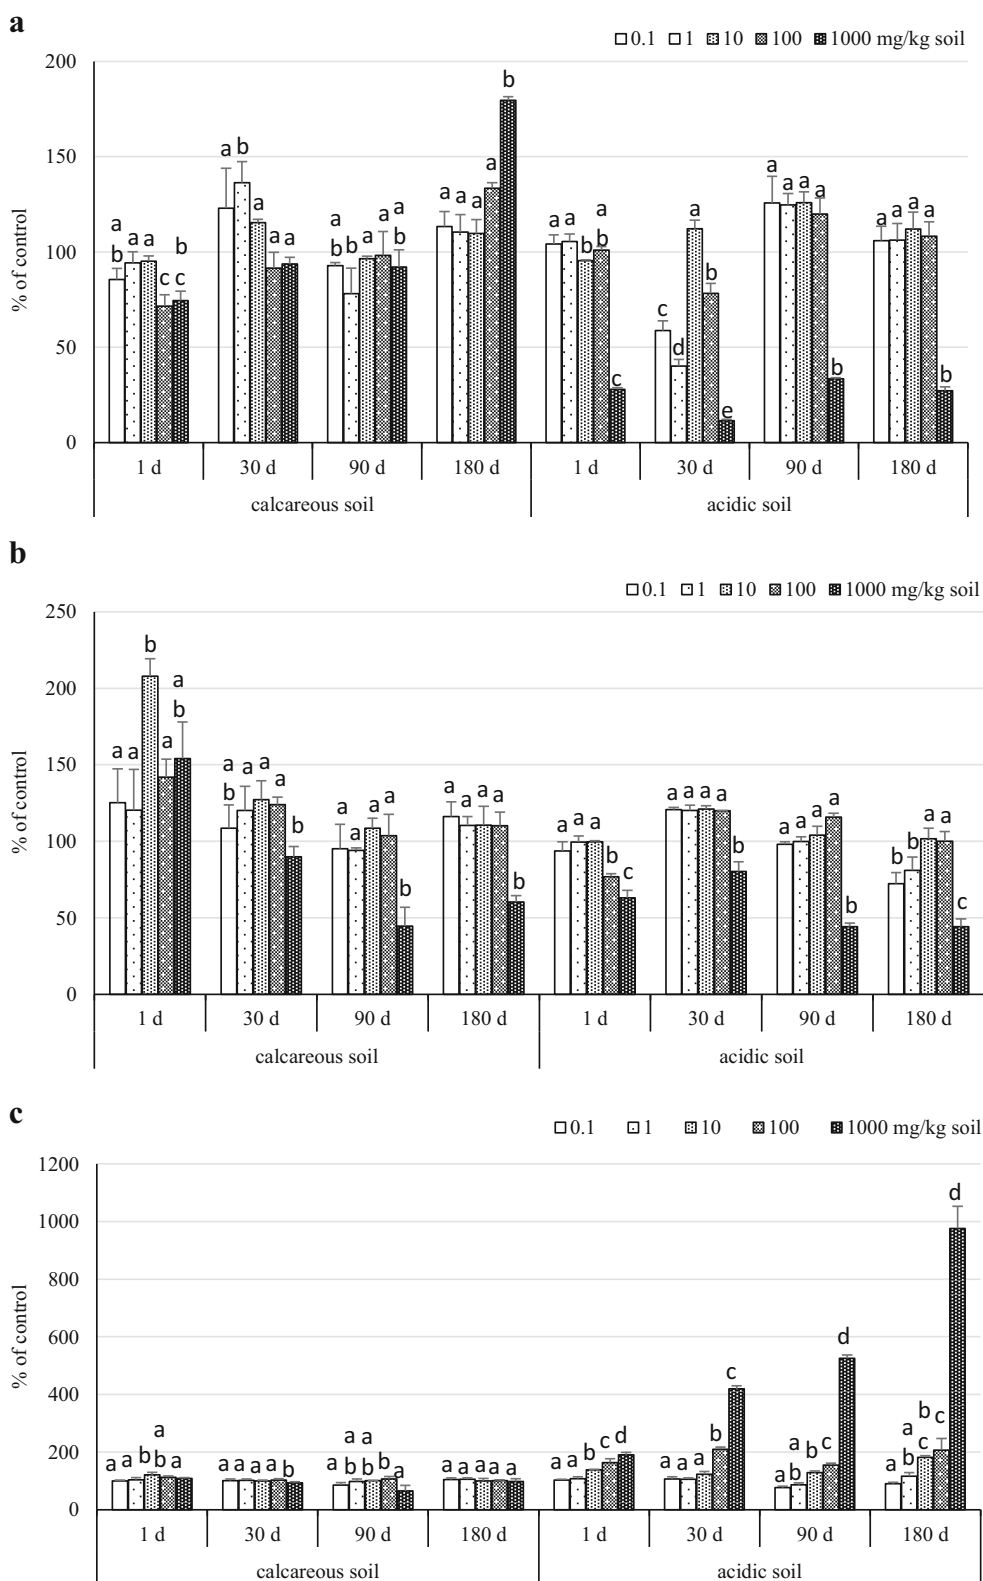 a
0.1 1 10 100 1000 mg/kg soil
200
a b b a b
150
a a a a a a
a a a a a b a a a a a a a a a a a
b b b a b b
100
c c
% of control
c
50
d
c b b
e
0
1 d 30 d 90 d 180 d 1 d 30 d 90 d 180 d
calcareous soil acidic soil
b
0.1 1 10 100 1000 mg/kg soil
250
b
200
a
b
a a a a a a
150
b b a a a a a a a a a a a a a a a a a a a a a
100
% of control
b b b c b b b
50
b b c
0
1 d 30 d 90 d 180 d 1 d 30 d 90 d 180 d
calcareous soil acidic soil
c
0.1 1 10 100 1000 mg/kg soil
1200
d
1000
800
% of control
600
d
400
c
200
a a a b b a a a a a b a a b a b b a a a a a a a a b c d a a a b a a b b c a a b b c c
0
1 d 30 d 90 d 180 d 1 d 30 d 90 d 180 d
calcareous soil acidic soil